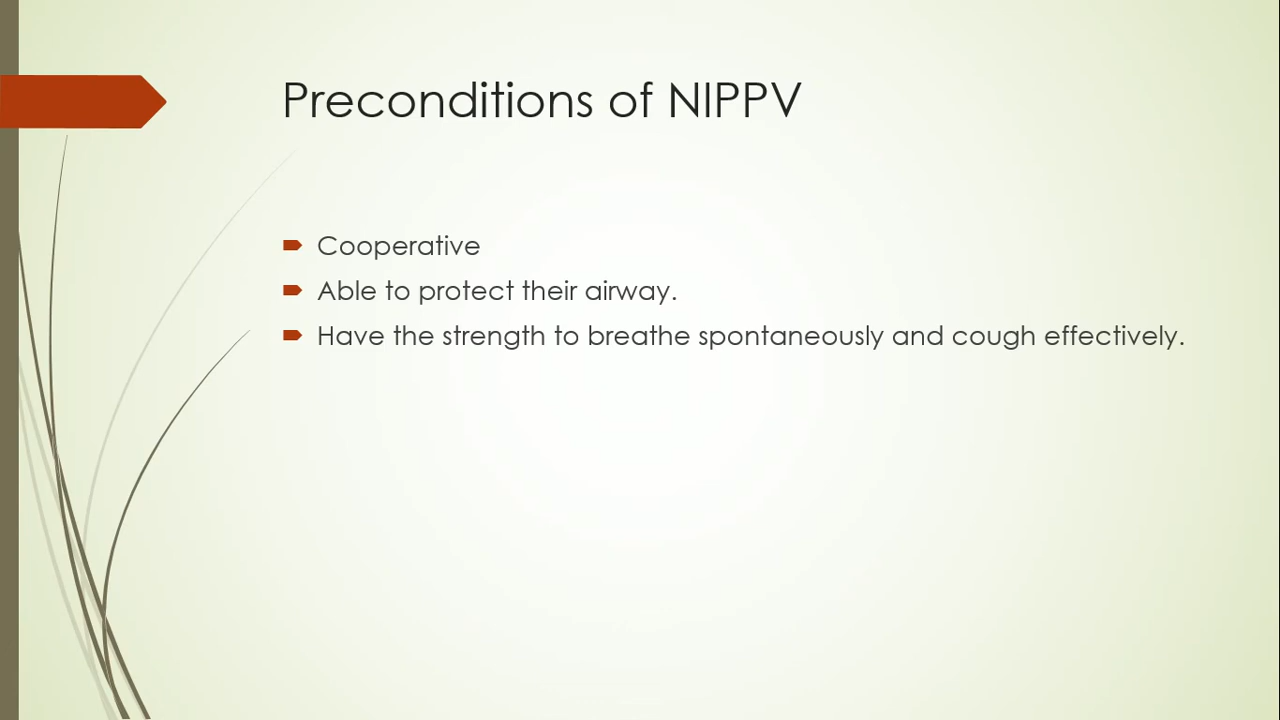 Preconditions of NIPPV
Cooperative
Able to protect their airway.
Have the strength to breathe spontaneously and cough effectively.